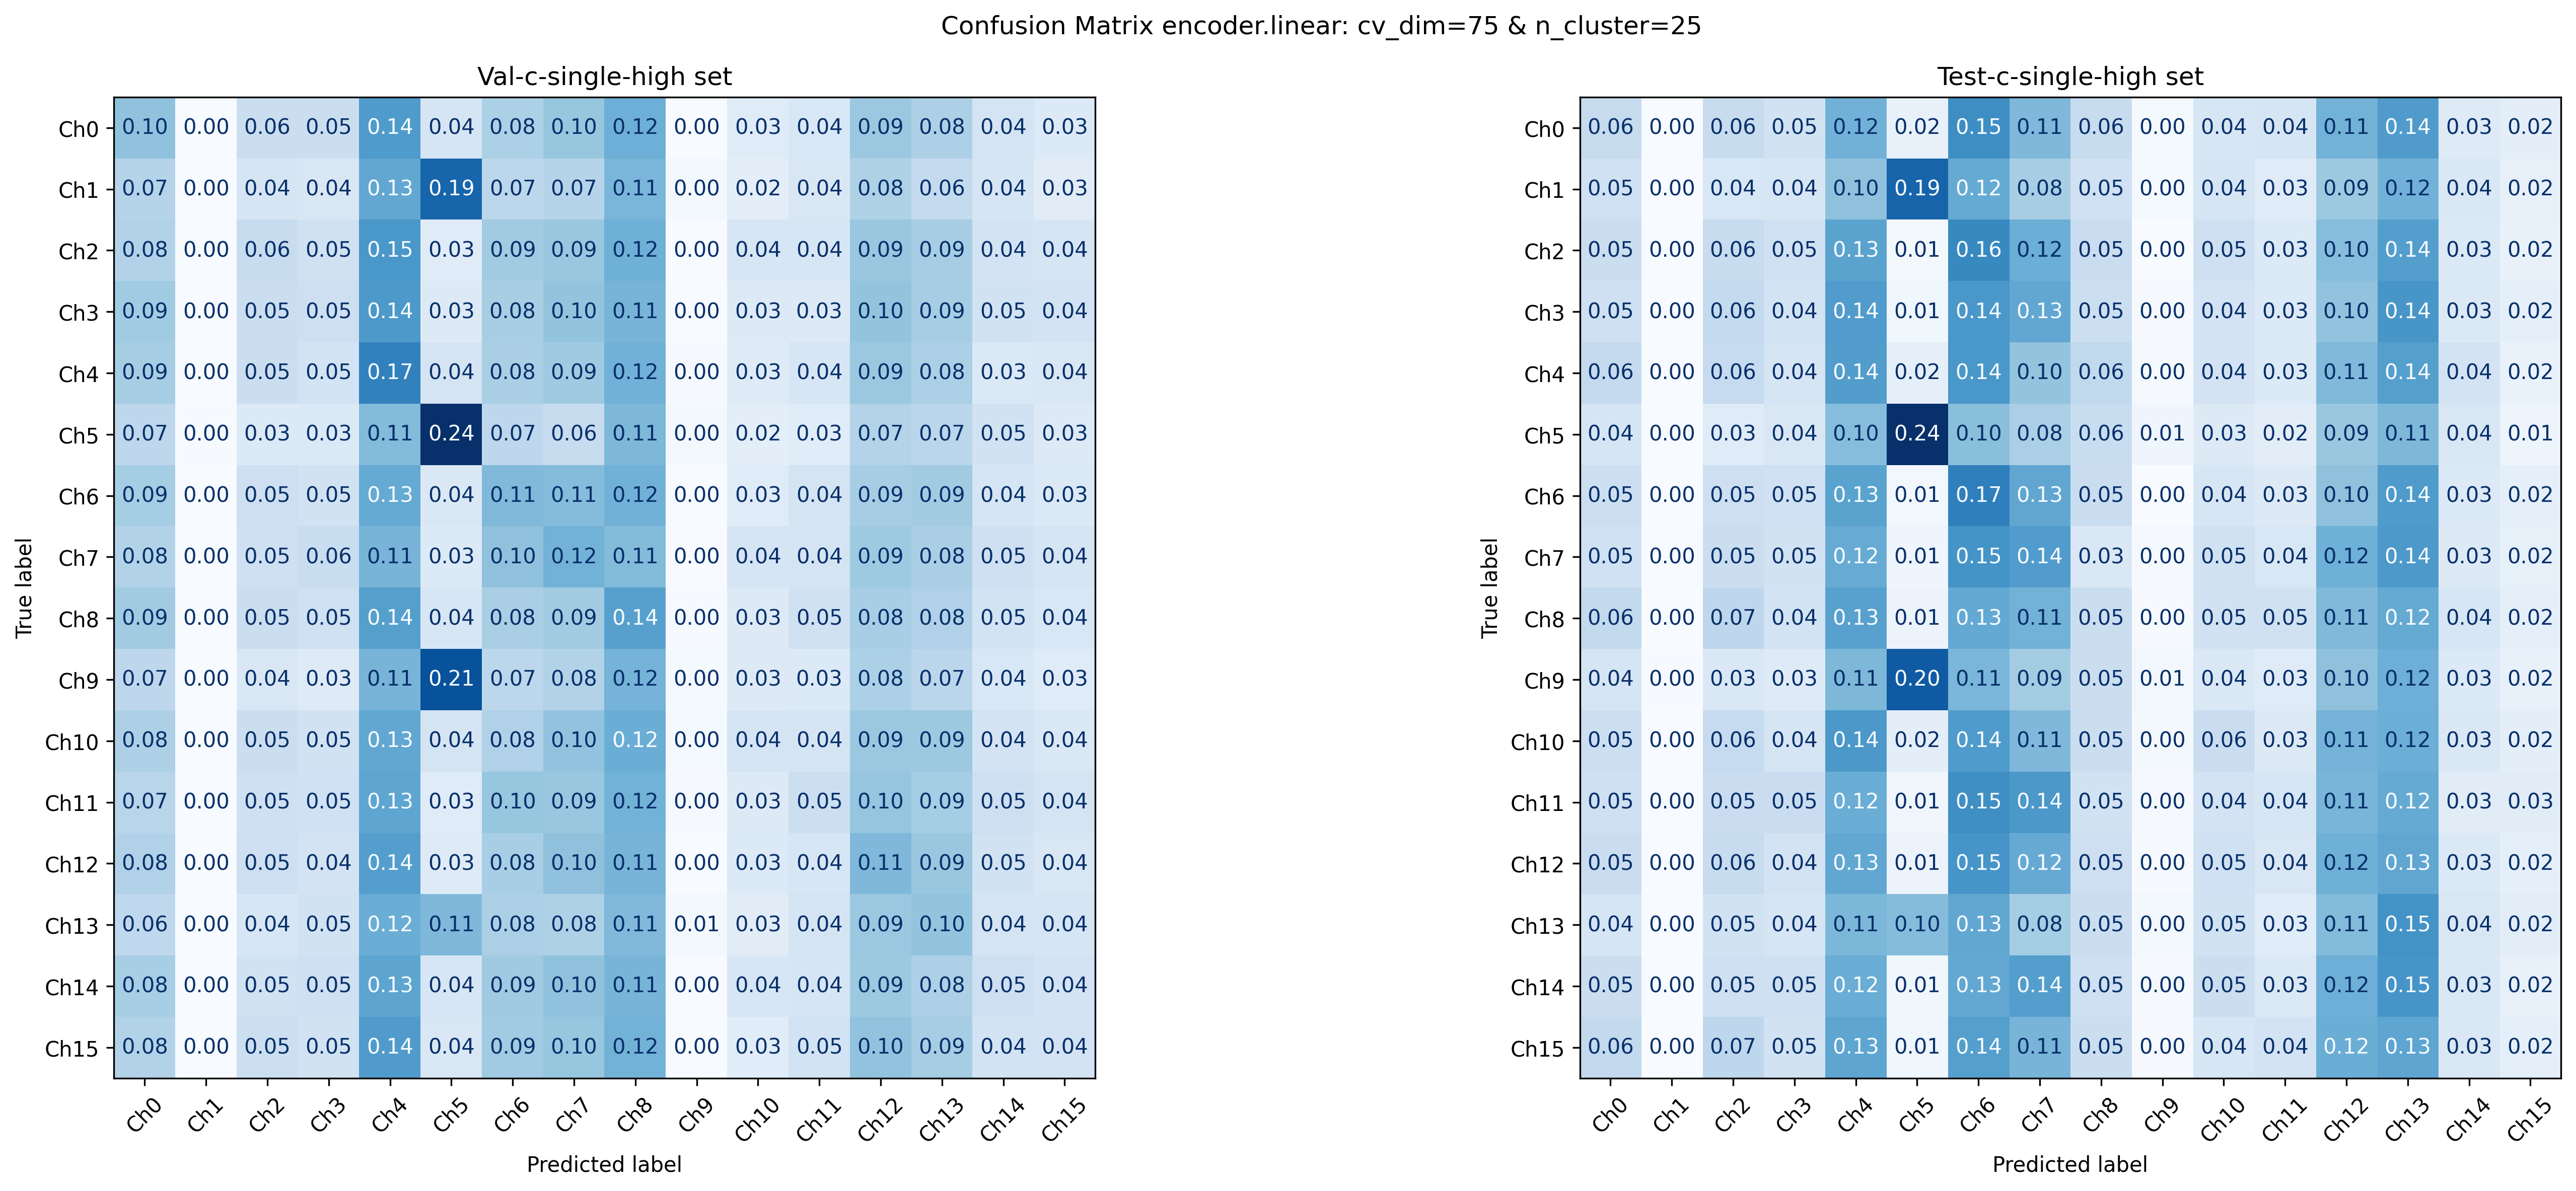 Confusion Matrix encoder.linear: cv_dim=75 & n_cluster=25
Val-c-single-high set
True label
Ch0 0.10 0.00 0.06 0.05 0.14 0.04 0.08 0.10 0.12 0.00 0.03 0.04 0.09 0.08 0.04 0.03
Ch1 0.07 0.00 0.04 0.04 0.13 0.19 0.07 0.07 0.11 0.00 0.02 0.04 0.08 0.06 0.04 0.03
Ch2 0.08 0.00 0.06 0.05 0.15 0.03 0.09 0.09 0.12 0.00 0.04 0.04 0.09 0.09 0.04 0.04
Ch3 0.09 0.00 0.05 0.05 0.14 0.03 0.08 0.10 0.11 0.00 0.03 0.03 0.10 0.09 0.05 0.04
Ch4 0.09 0.00 0.05 0.05 0.17 0.04 0.08 0.09 0.12 0.00 0.03 0.04 0.09 0.08 0.03 0.04
Ch5 0.07 0.00 0.03 0.03 0.11 0.24 0.07 0.06 0.11 0.00 0.02 0.03 0.07 0.07 0.05 0.03
Ch6 0.09 0.00 0.05 0.05 0.13 0.04 0.11 0.11 0.12 0.00 0.03 0.04 0.09 0.09 0.04 0.03
Ch7 0.08 0.00 0.05 0.06 0.11 0.03 0.10 0.12 0.11 0.00 0.04 0.04 0.09 0.08 0.05 0.04
Ch8 0.09 0.00 0.05 0.05 0.14 0.04 0.08 0.09 0.14 0.00 0.03 0.05 0.08 0.08 0.05 0.04
Ch9 0.07 0.00 0.04 0.03 0.11 0.21 0.07 0.08 0.12 0.00 0.03 0.03 0.08 0.07 0.04 0.03
Ch10 0.08 0.00 0.05 0.05 0.13 0.04 0.08 0.10 0.12 0.00 0.04 0.04 0.09 0.09 0.04 0.04
Ch11 0.07 0.00 0.05 0.05 0.13 0.03 0.10 0.09 0.12 0.00 0.03 0.05 0.10 0.09 0.05 0.04
Ch12 0.08 0.00 0.05 0.04 0.14 0.03 0.08 0.10 0.11 0.00 0.03 0.04 0.11 0.09 0.05 0.04
Ch13 0.06 0.00 0.04 0.05 0.12 0.11 0.08 0.08 0.11 0.01 0.03 0.04 0.09 0.10 0.04 0.04
Ch14 0.08 0.00 0.05 0.05 0.13 0.04 0.09 0.10 0.11 0.00 0.04 0.04 0.09 0.08 0.05 0.04
Ch15 0.08 0.00 0.05 0.05 0.14 0.04 0.09 0.10 0.12 0.00 0.03 0.05 0.10 0.09 0.04 0.04
Ch0 Ch1 Ch2 Ch3 Ch4 Ch5 Ch6 Ch7 Ch8 Ch9 Ch10 Ch11 Ch12 Ch13 Ch14 Ch15
Predicted label
Test-c-single-high set
True label
Ch0 0.06 0.00 0.06 0.05 0.12 0.02 0.15 0.11 0.06 0.00 0.04 0.04 0.11 0.14 0.03 0.02
Ch1 0.05 0.00 0.04 0.04 0.10 0.19 0.12 0.08 0.05 0.00 0.04 0.03 0.09 0.12 0.04 0.02
Ch2 0.05 0.00 0.06 0.05 0.13 0.01 0.16 0.12 0.05 0.00 0.05 0.03 0.10 0.14 0.03 0.02
Ch3 0.05 0.00 0.06 0.04 0.14 0.01 0.14 0.13 0.05 0.00 0.04 0.03 0.10 0.14 0.03 0.02
Ch4 0.06 0.00 0.06 0.04 0.14 0.02 0.14 0.10 0.06 0.00 0.04 0.03 0.11 0.14 0.04 0.02
Ch5 0.04 0.00 0.03 0.04 0.10 0.24 0.10 0.08 0.06 0.01 0.03 0.02 0.09 0.11 0.04 0.01
Ch6 0.05 0.00 0.05 0.05 0.13 0.01 0.17 0.13 0.05 0.00 0.04 0.03 0.10 0.14 0.03 0.02
Ch7 0.05 0.00 0.05 0.05 0.12 0.01 0.15 0.14 0.03 0.00 0.05 0.04 0.12 0.14 0.03 0.02
Ch8 0.06 0.00 0.07 0.04 0.13 0.01 0.13 0.11 0.05 0.00 0.05 0.05 0.11 0.12 0.04 0.02
Ch9 0.04 0.00 0.03 0.03 0.11 0.20 0.11 0.09 0.05 0.01 0.04 0.03 0.10 0.12 0.03 0.02
Ch10 0.05 0.00 0.06 0.04 0.14 0.02 0.14 0.11 0.05 0.00 0.06 0.03 0.11 0.12 0.03 0.02
Ch11 0.05 0.00 0.05 0.05 0.12 0.01 0.15 0.14 0.05 0.00 0.04 0.04 0.11 0.12 0.03 0.03
Ch12 0.05 0.00 0.06 0.04 0.13 0.01 0.15 0.12 0.05 0.00 0.05 0.04 0.12 0.13 0.03 0.02
Ch13 0.04 0.00 0.05 0.04 0.11 0.10 0.13 0.08 0.05 0.00 0.05 0.03 0.11 0.15 0.04 0.02
Ch14 0.05 0.00 0.05 0.05 0.12 0.01 0.13 0.14 0.05 0.00 0.05 0.03 0.12 0.15 0.03 0.02
Ch15 0.06 0.00 0.07 0.05 0.13 0.01 0.14 0.11 0.05 0.00 0.04 0.04 0.12 0.13 0.03 0.02
Ch0 Ch1 Ch2 Ch3 Ch4 Ch5 Ch6 Ch7 Ch8 Ch9 Ch10 Ch11 Ch12 Ch13 Ch14 Ch15
Predicted label